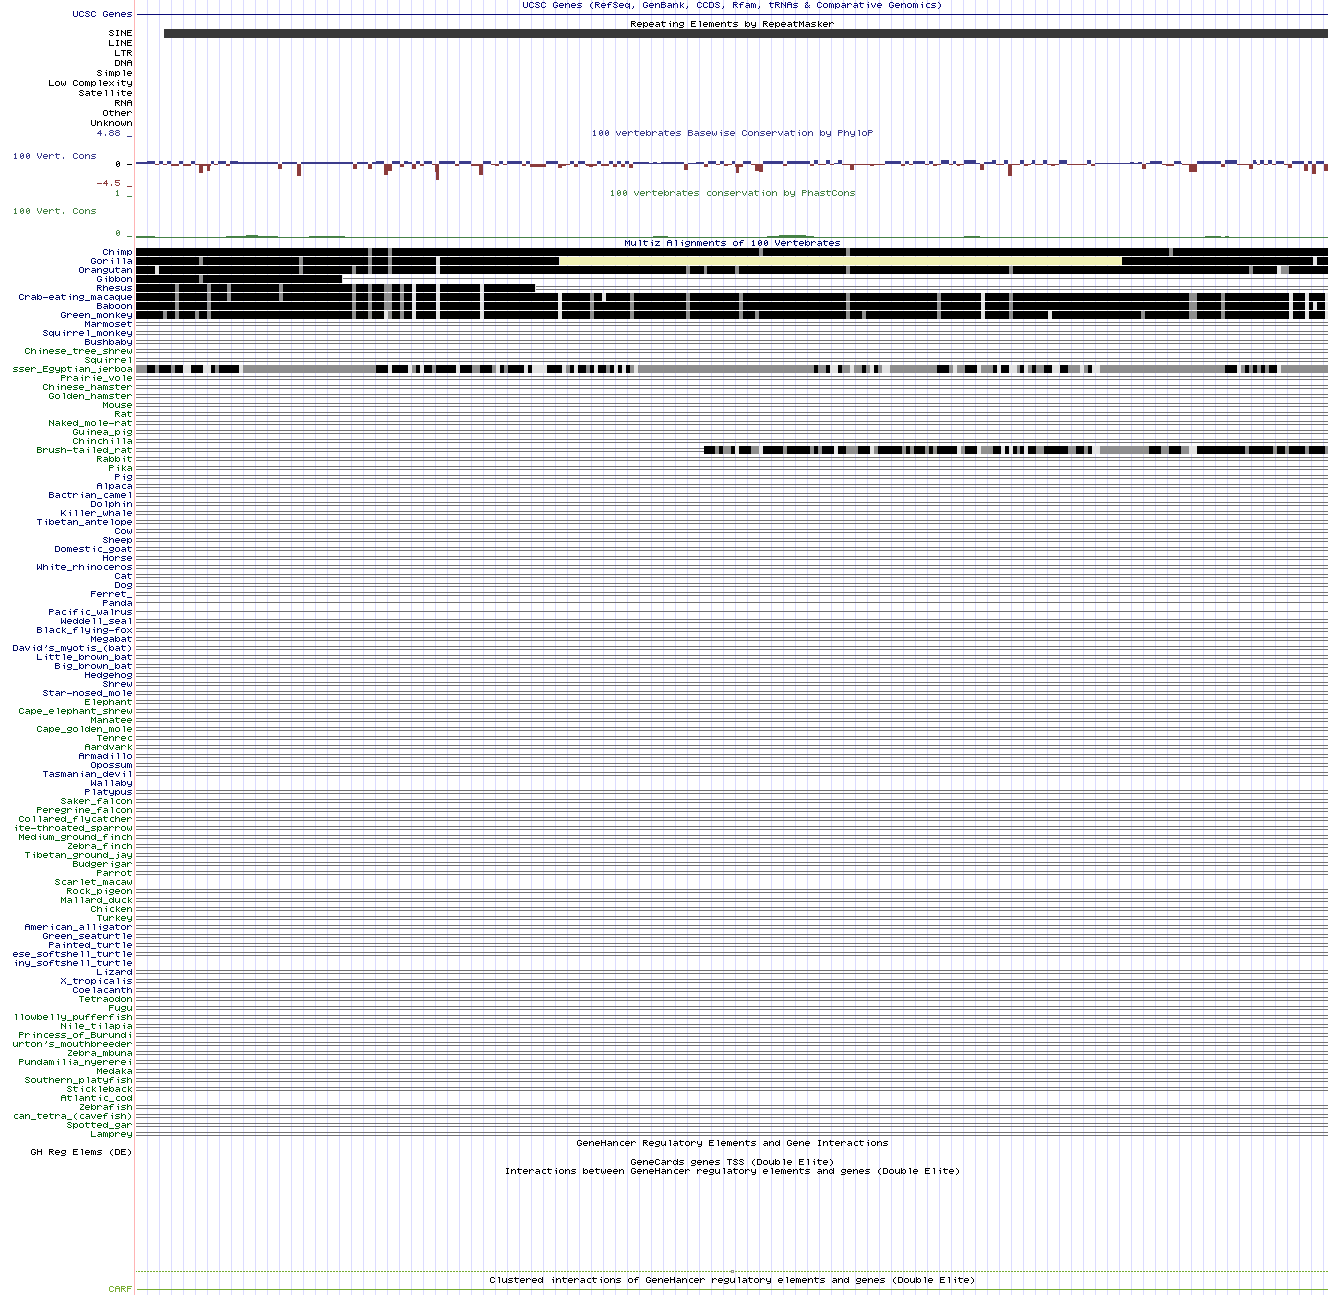 UCSC Genes (RefSeq, GenBank, CCDS, Rfam, tRNAs & Comparative Genomics)
UCSC Genes
Repeating Elements by RepeatMasker
SINE
LINE
LTR
DNA
Simple
Low Complexity
Satellite
RNA
Other
Unknown
4.88 _
100 vertebrates Basewise Conservation by PhyloP
100 Vert. Cons
0 _
-4.5 _
1 _
100 vertebrates conservation by PhastCons
100 Vert. Cons
0 _
Multiz Alignments of 100 Vertebrates
Chimp
Gorilla
Orangutan
Gibbon
Rhesus
Crab-eating_macaque
Baboon
Green_monkey
Marmoset
Squirrel_monkey
Bushbaby
Chinese_tree_shrew
Squirrel
sser_Egyptian_jerboa
Prairie_vole
Chinese_hamster
Golden_hamster
Mouse
Rat
Naked_mole-rat
Guinea_pig
Chinchilla
Brush-tailed_rat
Rabbit
Pika
Pig
Alpaca
Bactrian_camel
Dolphin
Killer_whale
Tibetan_antelope
Cow
Sheep
Domestic_goat
Horse
White_rhinoceros
Cat
Dog
Ferret_
Panda
Pacific_walrus
Weddell_seal
Black_flying-fox
Megabat
David's_myotis_(bat)
Little_brown_bat
Big_brown_bat
Hedgehog
Shrew
Star-nosed_mole
Elephant
Cape_elephant_shrew
Manatee
Cape_golden_mole
Tenrec
Aardvark
Armadillo
Opossum
Tasmanian_devil
Wallaby
Platypus
Saker_falcon
Peregrine_falcon
Collared_flycatcher
ite-throated_sparrow
Medium_ground_finch
Zebra_finch
Tibetan_ground_jay
Budgerigar
Parrot
Scarlet_macaw
Rock_pigeon
Mallard_duck
Chicken
Turkey
American_alligator
Green_seaturtle
Painted_turtle
ese_softshell_turtle
iny_softshell_turtle
Lizard
X_tropicalis
Coelacanth
Tetraodon
Fugu
llowbelly_pufferfish
Nile_tilapia
Princess_of_Burundi
urton's_mouthbreeder
Zebra_mbuna
Pundamilia_nyererei
Medaka
Southern_platyfish
Stickleback
Atlantic_cod
Zebrafish
can_tetra_(cavefish)
Spotted_gar
Lamprey
GeneHancer Regulatory Elements and Gene Interactions
GH Reg Elems (DE)
GeneCards genes TSS (Double Elite)
Interactions between GeneHancer regulatory elements and genes (Double Elite)
Clustered interactions of GeneHancer regulatory elements and genes (Double Elite)
CARF